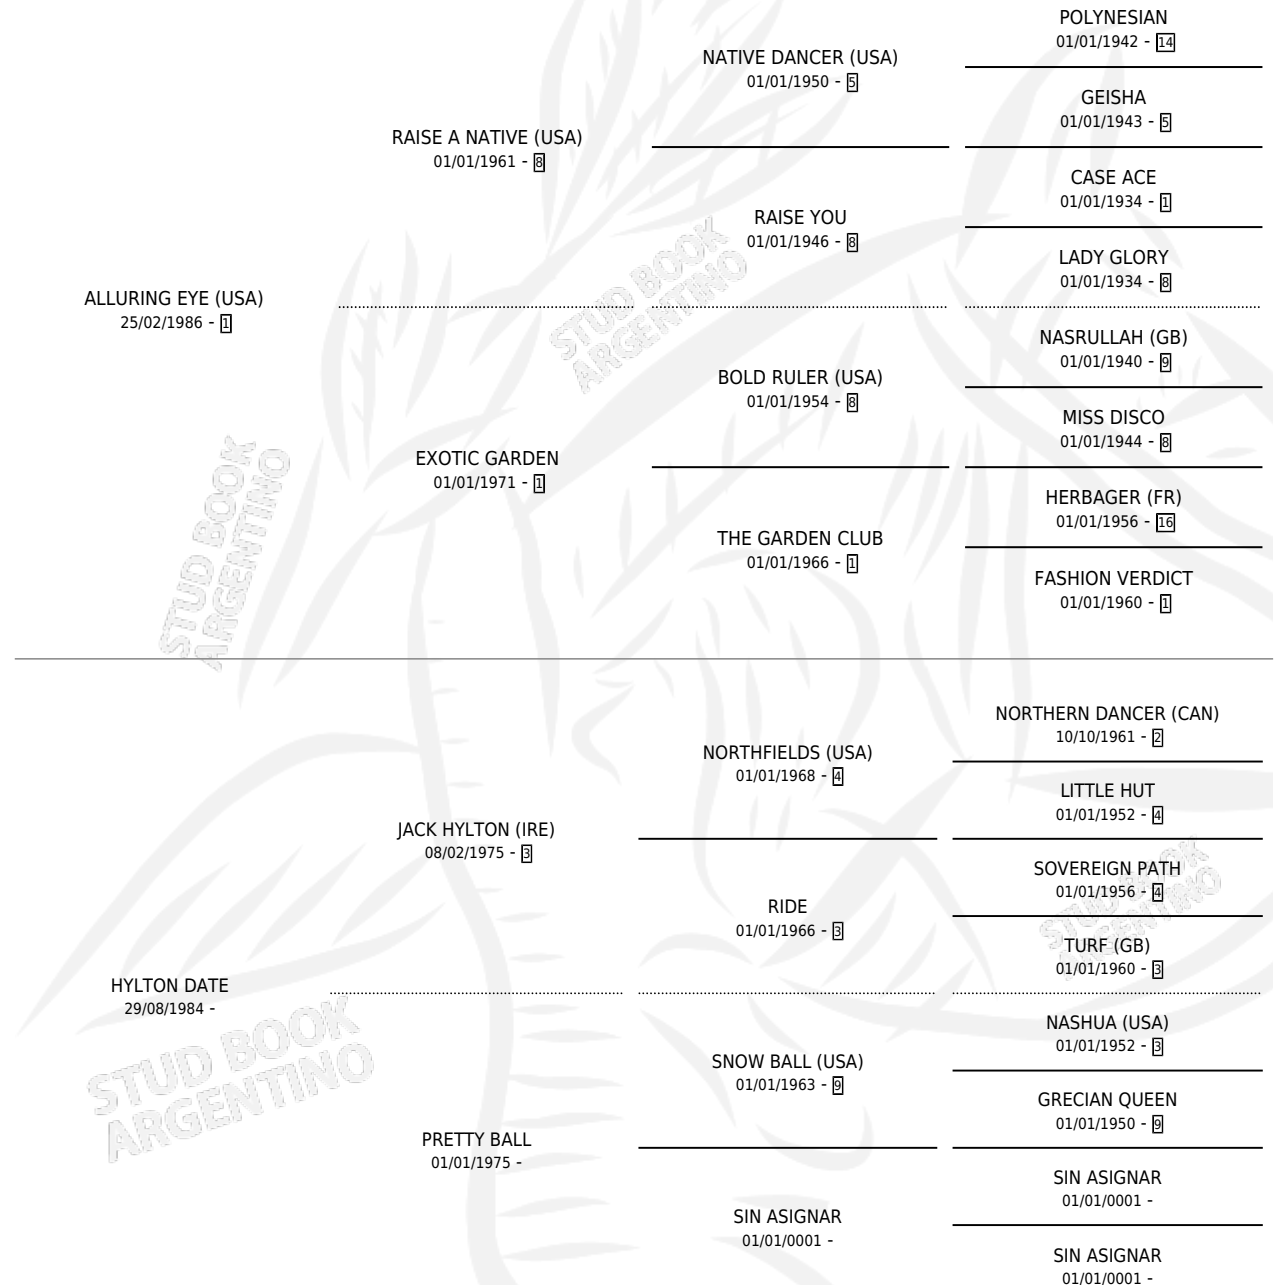 POLYNESIAN
01/01/1942 - 14
NATIVE DANCER (USA)
01/01/1950 - 5
GEISHA
01/01/1943 - 5
RAISE A NATIVE (USA)
01/01/1961 - 8
CASE ACE
01/01/1934 - 1
RAISE YOU
01/01/1946 - 8
LADY GLORY
01/01/1934 - 8
ALLURING EYE (USA)
25/02/1986 - 1
NASRULLAH (GB)
01/01/1940 - 9
BOLD RULER (USA)
01/01/1954 - 8
MISS DISCO
01/01/1944 - 8
EXOTIC GARDEN
01/01/1971 - 1
HERBAGER (FR)
01/01/1956 - 16
THE GARDEN CLUB
01/01/1966 - 1
FASHION VERDICT
01/01/1960 - 1
NORTHERN DANCER (CAN)
10/10/1961 - 2
NORTHFIELDS (USA)
01/01/1968 - 4
LITTLE HUT
01/01/1952 - 4
JACK HYLTON (IRE)
08/02/1975 - 3
SOVEREIGN PATH
01/01/1956 - 4
RIDE
01/01/1966 - 3
TURF (GB)
01/01/1960 - 3
HYLTON DATE
29/08/1984 -
NASHUA (USA)
01/01/1952 - 3
SNOW BALL (USA)
01/01/1963 - 9
GRECIAN QUEEN
01/01/1950 - 9
PRETTY BALL
01/01/1975 -
SIN ASIGNAR
01/01/0001 -
SIN ASIGNAR
01/01/0001 -
SIN ASIGNAR
01/01/0001 -
STUD BOOK
ARGENTINO
STUD BOOK
ARGENTINO
STUD BOOK
ARGENTINO
STUD BOOK
ARGENTINO